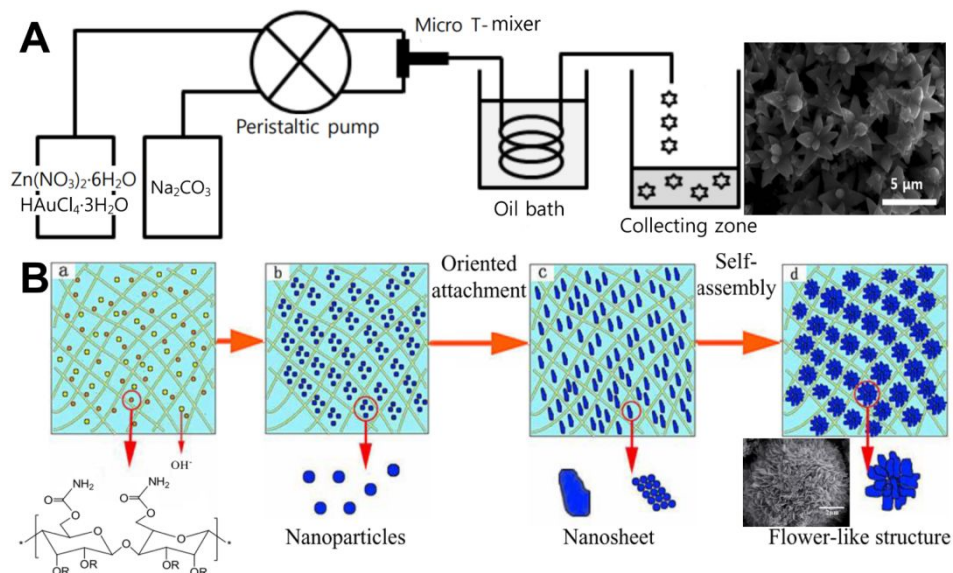 A
Micro T-mixer
Peristaltic pump
Zn(NO₃)₂·6H₂O
HAuCl₄·3H₂O
Na₂CO₃
Oil bath
Collecting zone
5 µm
B
a
b
Oriented
attachment
c
Self-
assembly
d
OH⁻
NH₂
NH₂
O
O
O
O
O
O
O
*
*
OR
OR
OR
OR
Nanoparticles
Nanosheet
Flower-like structure